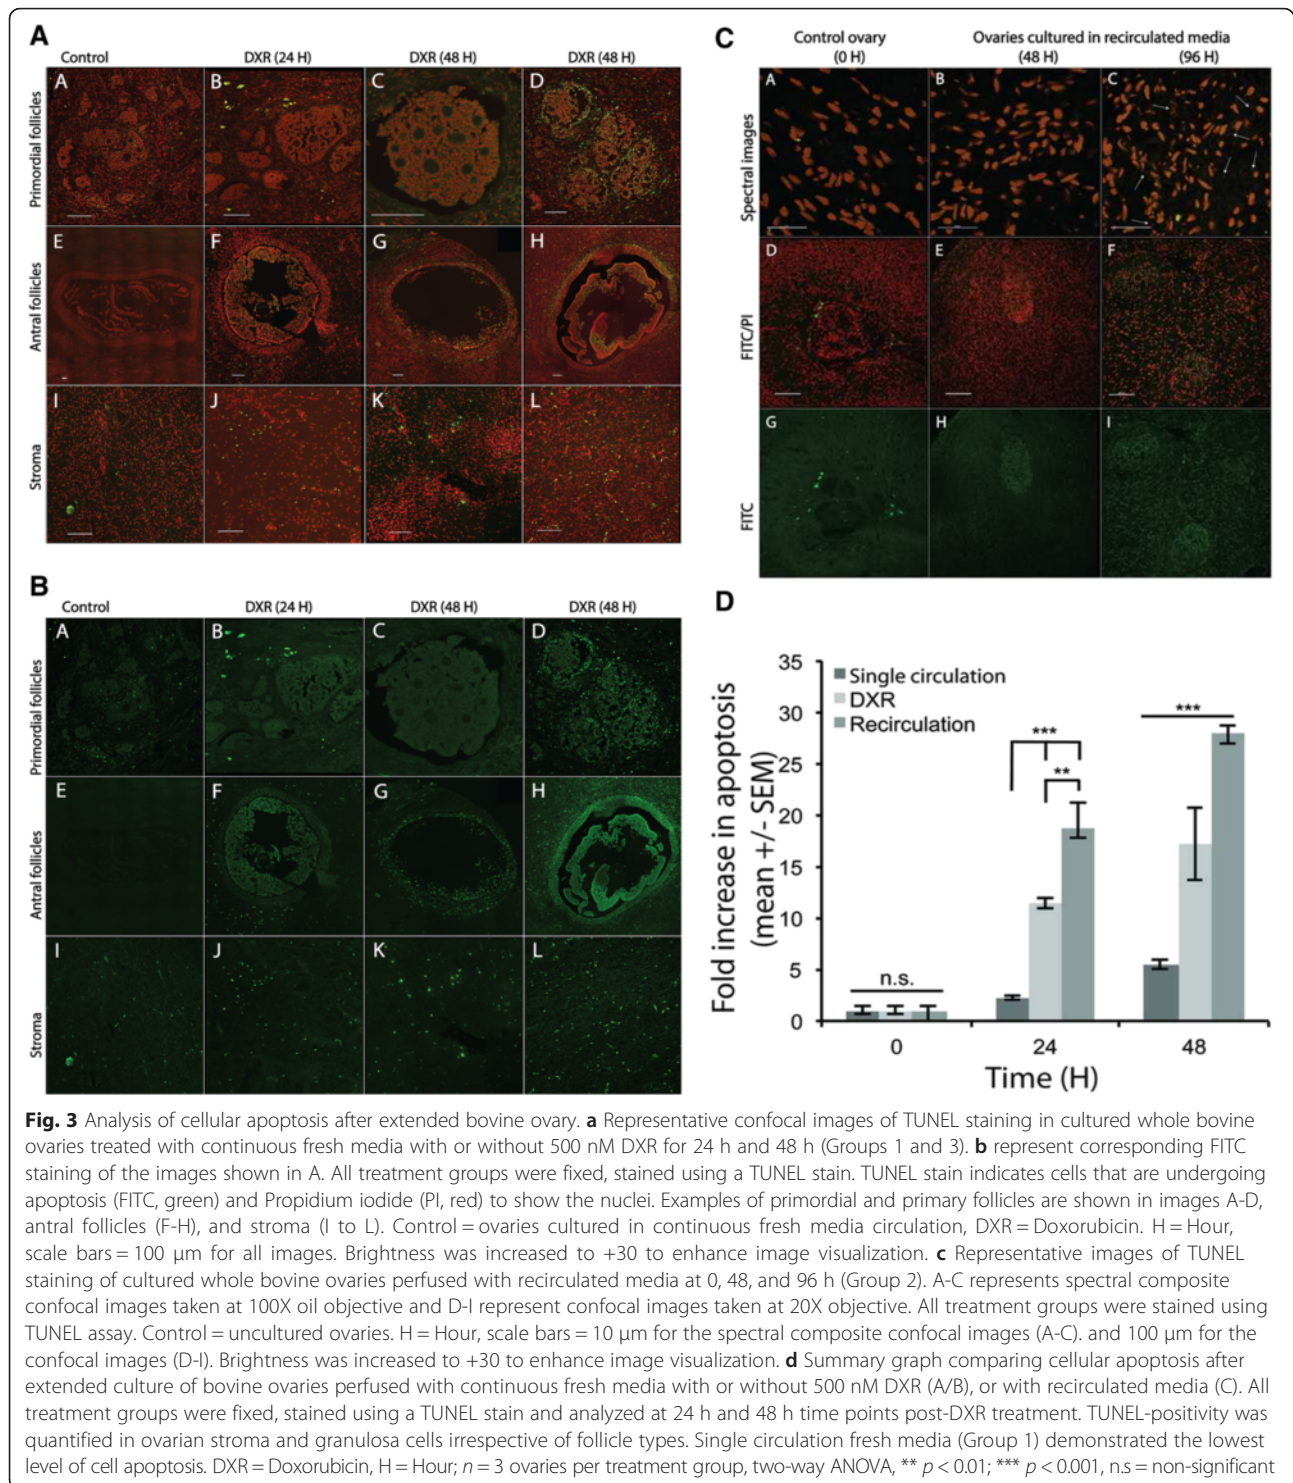 A
Control
DXR (24 H)
DXR (48 H)
DXR (48 H)
Primordial follicles
A
B
C
D
Antral follicles
E
F
G
H
Stroma
I
J
K
L
B
Control
DXR (24 H)
DXR (48 H)
DXR (48 H)
Primordial follicles
A
B
C
D
Antral follicles
E
F
G
H
Stroma
I
J
K
L
C
Control ovary
(0 H)
Ovaries cultured in recirculated media
(48 H)
(96 H)
Spectral images
A
B
C
FITC/PI
D
E
F
FITC
G
H
I
D
Fold increase in apoptosis
(mean +/- SEM)
35
30
25
20
15
10
5
0
Single circulation
DXR
Recirculation
n.s.
***
**
***
0
24
48
Time (H)
Fig. 3 Analysis of cellular apoptosis after extended bovine ovary. a Representative confocal images of TUNEL staining in cultured whole bovine
ovaries treated with continuous fresh media with or without 500 nM DXR for 24 h and 48 h (Groups 1 and 3). b represent corresponding FITC
staining of the images shown in A. All treatment groups were fixed, stained using a TUNEL stain. TUNEL stain indicates cells that are undergoing
apoptosis (FITC, green) and Propidium iodide (PI, red) to show the nuclei. Examples of primordial and primary follicles are shown in images A-D,
antral follicles (F-H), and stroma (I to L). Control = ovaries cultured in continuous fresh media circulation, DXR = Doxorubicin. H = Hour,
scale bars = 100 μm for all images. Brightness was increased to +30 to enhance image visualization. c Representative images of TUNEL
staining of cultured whole bovine ovaries perfused with recirculated media at 0, 48, and 96 h (Group 2). A-C represents spectral composite
confocal images taken at 100X oil objective and D-I represent confocal images taken at 20X objective. All treatment groups were stained using
TUNEL assay. Control = uncultured ovaries. H = Hour, scale bars = 10 μm for the spectral composite confocal images (A-C). and 100 μm for the
confocal images (D-I). Brightness was increased to +30 to enhance image visualization. d Summary graph comparing cellular apoptosis after
extended culture of bovine ovaries perfused with continuous fresh media with or without 500 nM DXR (A/B), or with recirculated media (C). All
treatment groups were fixed, stained using a TUNEL stain and analyzed at 24 h and 48 h time points post-DXR treatment. TUNEL-positivity was
quantified in ovarian stroma and granulosa cells irrespective of follicle types. Single circulation fresh media (Group 1) demonstrated the lowest
level of cell apoptosis. DXR = Doxorubicin, H = Hour; n = 3 ovaries per treatment group, two-way ANOVA, ** p < 0.01; *** p < 0.001, n.s = non-significant